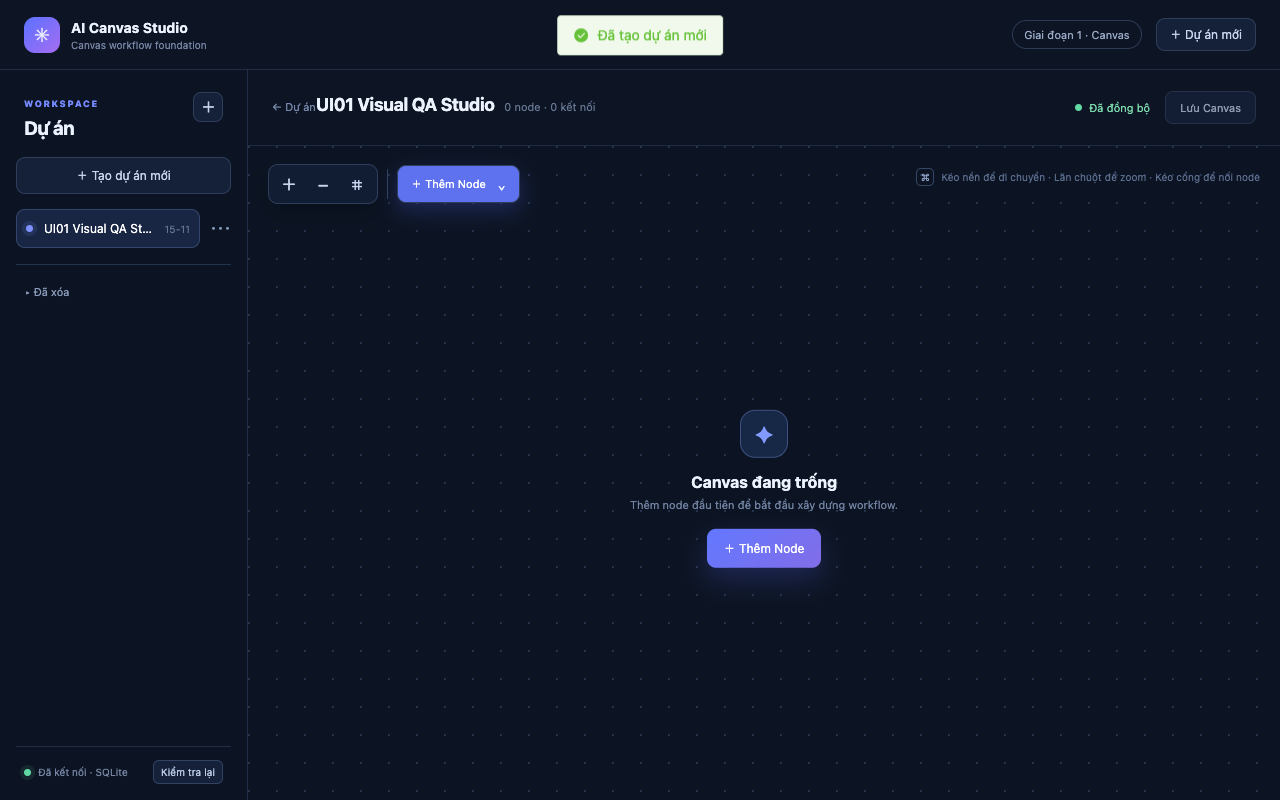 AI Canvas Studio
Canvas workflow foundation
Đã tạo dự án mới
Giai đoạn 1 · Canvas
+ Dự án mới
WORKSPACE
Dự án
+
+ Tạo dự án mới
UI01 Visual QA St... 15-11
Đã xóa
Đã kết nối · SQLite
Kiểm tra lại
← Dự án
UI01 Visual QA Studio
0 node · 0 kết nối
Đã đồng bộ
Lưu Canvas
+ − #
+ Thêm Node
⌘ Kéo nền để di chuyển · Lăn chuột để zoom · Kéo cổng để nối node
Canvas đang trống
Thêm node đầu tiên để bắt đầu xây dựng workflow.
+ Thêm Node